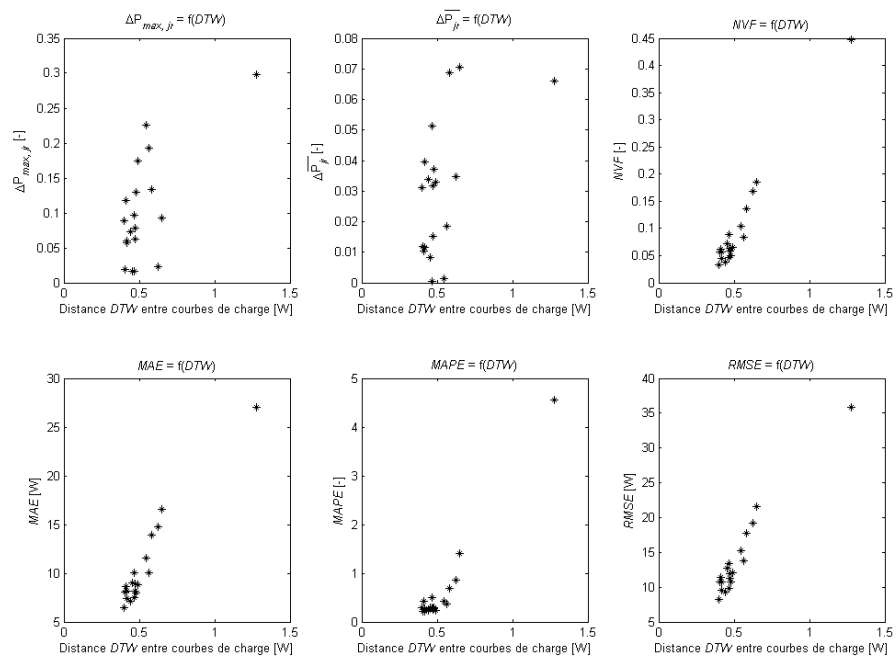 ΔP max, jr = f(DTW)
0.35
0.3
0.25
0.2
0.15
0.1
0.05
0
ΔP max, jr [-]
0 0.5 1 1.5
Distance DTW entre courbes de charge [W]
ΔP jr = f(DTW)
0.08
0.07
0.06
0.05
0.04
0.03
0.02
0.01
0
ΔP jr [-]
0 0.5 1 1.5
Distance DTW entre courbes de charge [W]
NVF = f(DTW)
0.45
0.4
0.35
0.3
0.25
0.2
0.15
0.1
0.05
0
NVF [-]
0 0.5 1 1.5
Distance DTW entre courbes de charge [W]
MAE = f(DTW)
30
25
20
15
10
5
MAE [W]
0 0.5 1 1.5
Distance DTW entre courbes de charge [W]
MAPE = f(DTW)
5
4
3
2
1
0
MAPE [-]
0 0.5 1 1.5
Distance DTW entre courbes de charge [W]
RMSE = f(DTW)
40
35
30
25
20
15
10
5
RMSE [W]
0 0.5 1 1.5
Distance DTW entre courbes de charge [W]